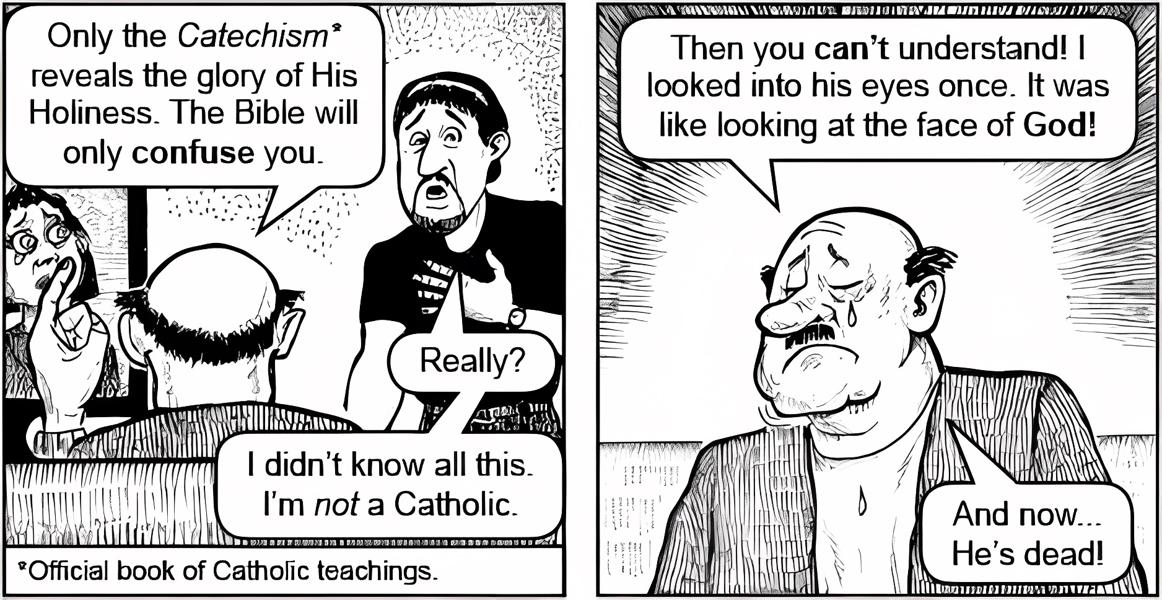 Only the Catechism*
reveals the glory of His
Holiness. The Bible will
only confuse you.
Really?
I didn't know all this.
I'm not a Catholic.
*Official book of Catholic teachings.
Then you can't understand! I
looked into his eyes once. It was
like looking at the face of God!
And now...
He's dead!